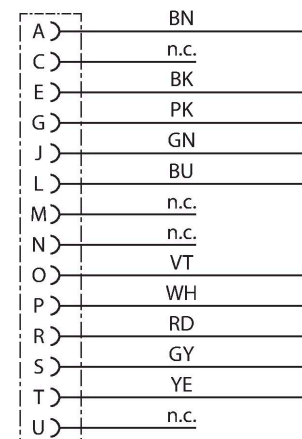 A BN
C n.c.
E BK
G PK
J GN
L BU
M n.c.
N n.c.
O VT
P WH
R RD
S GY
T YE
U n.c.